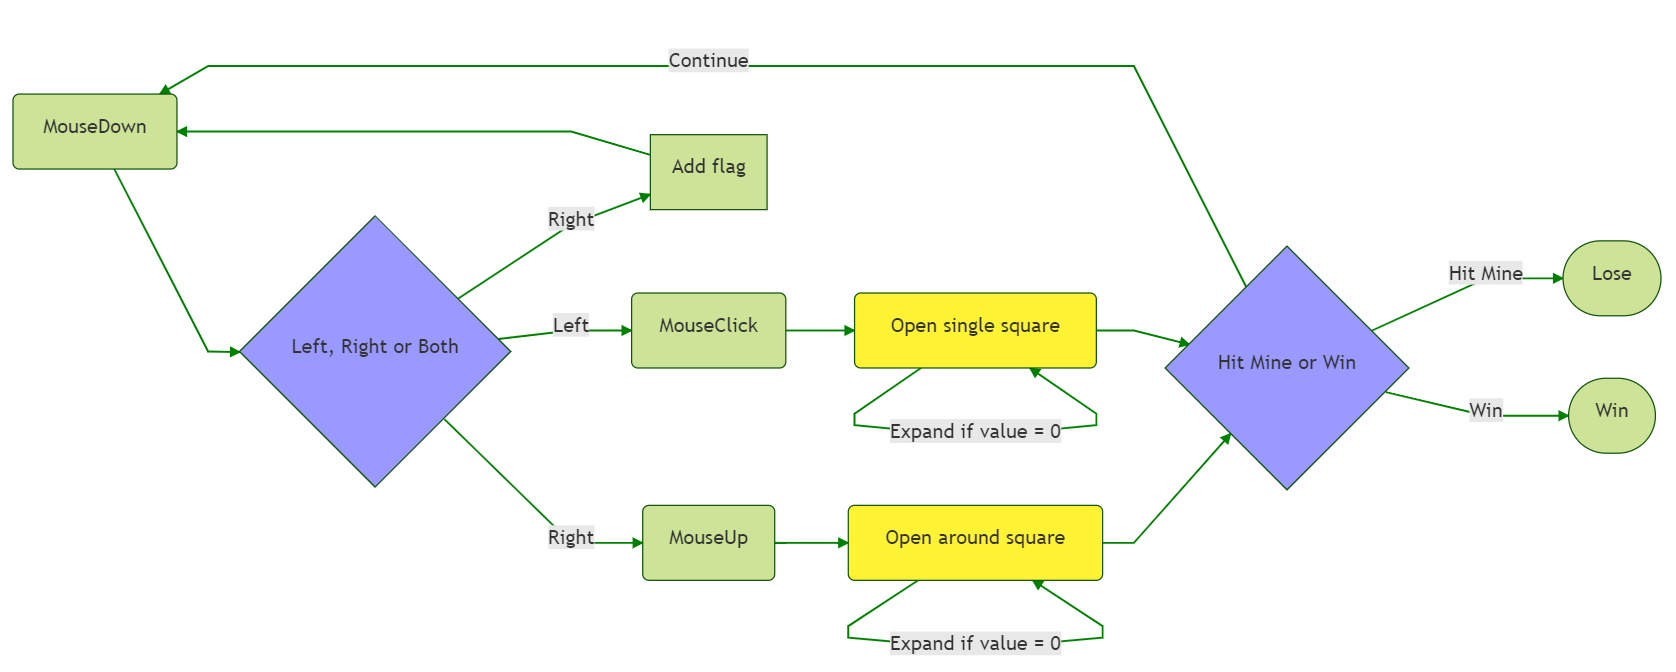 Continue
MouseDown
Add flag
Right
Left, Right or Both
Left
MouseClick
Open single square
Expand if value = 0
Right
MouseUp
Open around square
Expand if value = 0
Hit Mine or Win
Hit Mine
Lose
Win
Win